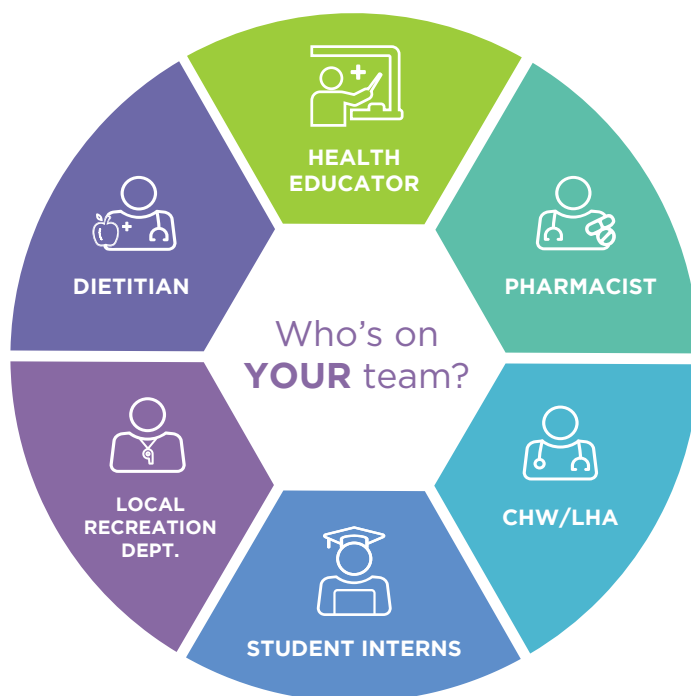 HEALTH
EDUCATOR
DIETITIAN
PHARMACIST
Who's on
YOUR team?
LOCAL
RECREATION
DEPT.
CHW/LHA
STUDENT INTERNS